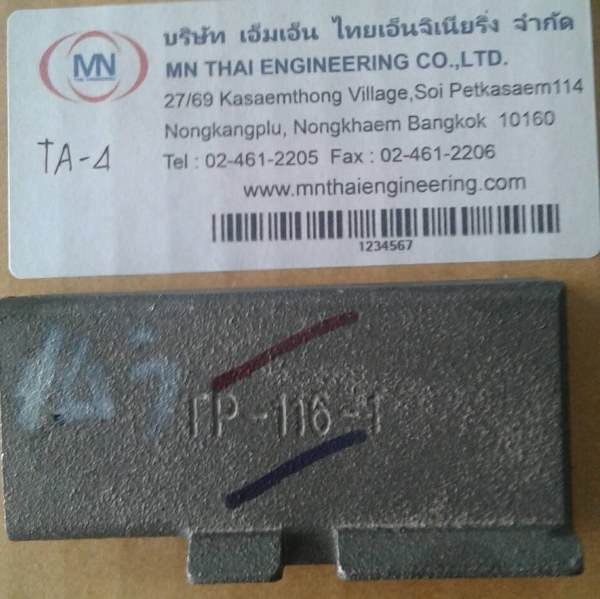 MN
บริษัท เอ็มเอ็น ไทยเอ็นจิเนียริ่ง จำกัด
MN THAI ENGINEERING CO.,LTD.
27/69 Kasaemthong Village,Soi Petkasaem114
Nongkangplu, Nongkhaem Bangkok 10160
TA-4
Tel : 02-461-2205 Fax : 02-461-2206
www.mnthaiengineering.com
1234567
TP-116-1